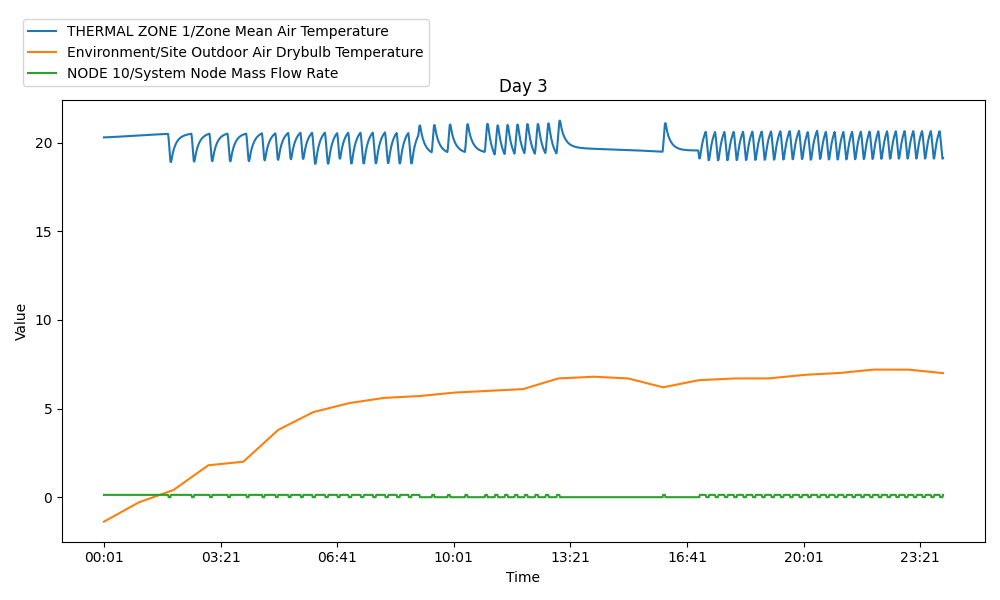 THERMAL ZONE 1/Zone Mean Air Temperature
Environment/Site Outdoor Air Drybulb Temperature
NODE 10/System Node Mass Flow Rate
Day 3
Value
20
15
10
5
0
00:01 03:21 06:41 10:01 13:21 16:41 20:01 23:21
Time